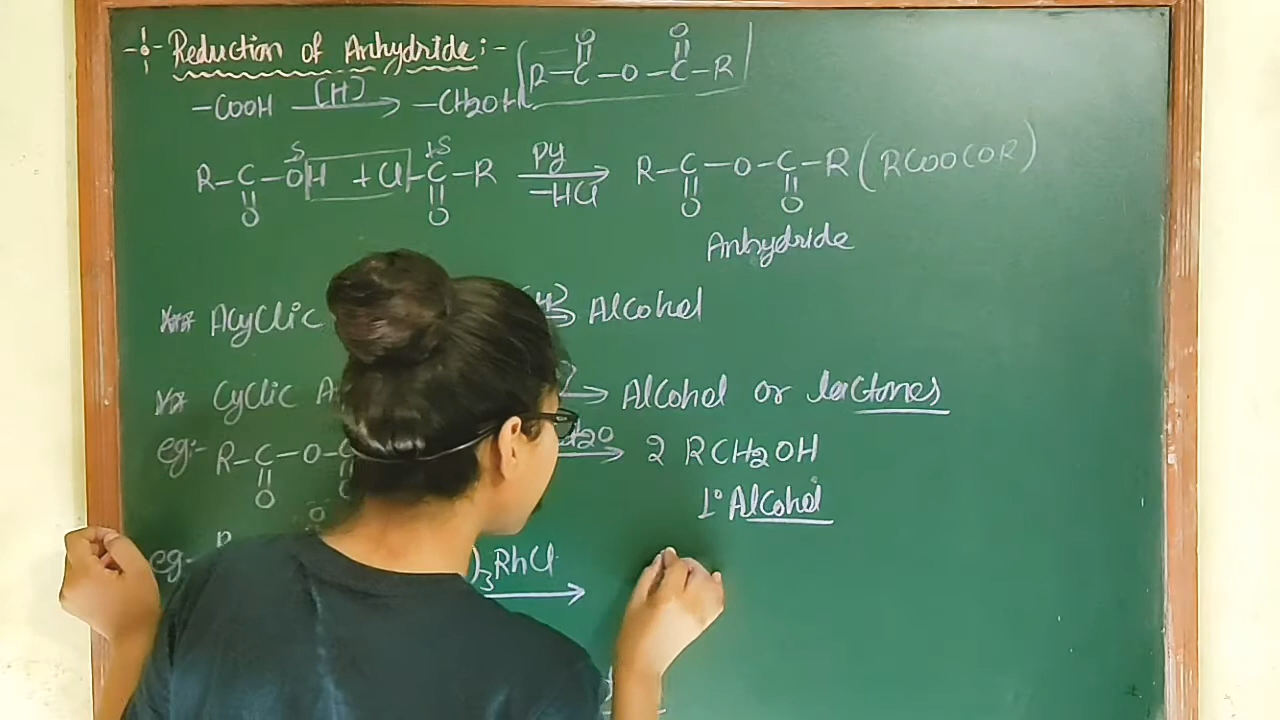 Reduction of Anhydride :-
R-C-O-C-R
O O
-COOH [H] → -CH2OH
R-C-OH + Cl-C-R PY → -HCl R-C-O-C-R (RCOOCOR)
O O O O
Anhydride
*** Acyclic → Alcohol
Cyclic → Alcohol or lactones
eg:- R-C-O-C → 2 RCH2OH
O
1° Alcohol
eg- )3RhCl →